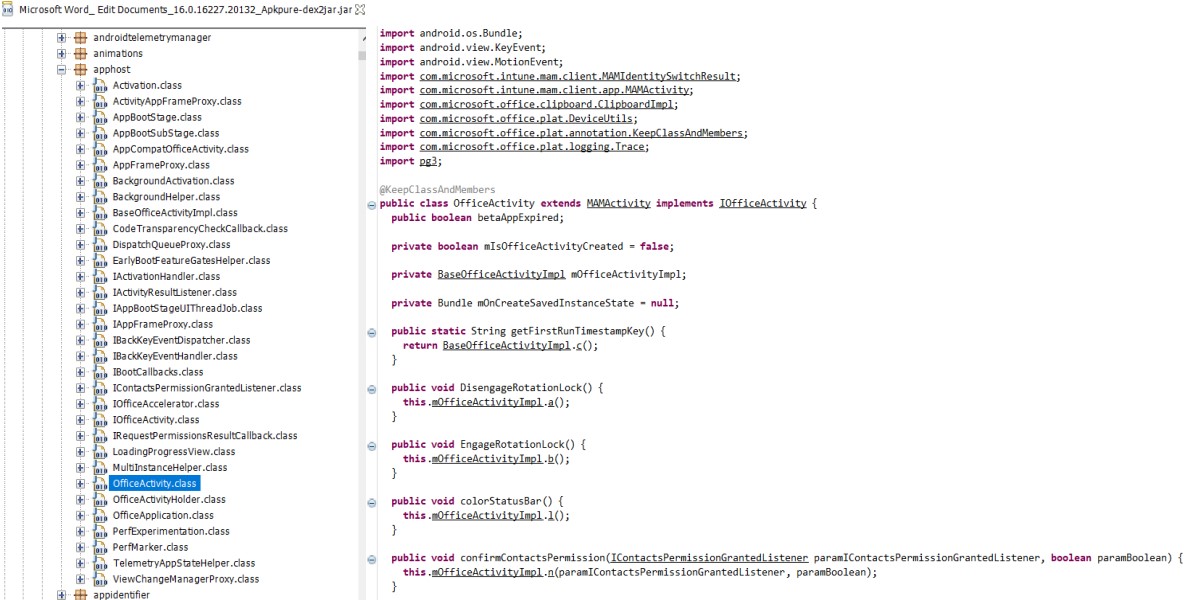 Microsoft Word_ Edit Documents_16.0.16227.20132_Apkpure-dex2jar.jar
androidtelemetrymanager
animations
apphost
Activation.class
ActivityAppFrameProxy.class
AppBootStage.class
AppBootSubStage.class
AppCompatOfficeActivity.class
AppFrameProxy.class
BackgroundActivation.class
BackgroundHelper.class
BaseOfficeActivityImpl.class
CodeTransparencyCheckCallback.class
DispatchQueueProxy.class
EarlyBootFeatureGatesHelper.class
IActivationHandler.class
IActivityResultListener.class
IAppBootStageUIThreadJob.class
IAppFrameProxy.class
IBackKeyEventDispatcher.class
IBackKeyEventHandler.class
IBootCallbacks.class
IContactsPermissionGrantedListener.class
IOfficeAccelerator.class
IOfficeActivity.class
IRequestPermissionsResultCallback.class
LoadingProgressView.class
MultiInstanceHelper.class
OfficeActivity.class
OfficeActivityHolder.class
OfficeApplication.class
PerfExperimentation.class
PerfMarker.class
TelemetryAppStateHelper.class
ViewChangeManagerProxy.class
appidentifier
import android.os.Bundle;
import android.view.KeyEvent;
import android.view.MotionEvent;
import com.microsoft.intune.mam.client.MAMIdentitySwitchResult;
import com.microsoft.intune.mam.client.app.MAMActivity;
import com.microsoft.office.clipboard.ClipboardImpl;
import com.microsoft.office.plat.DeviceUtils;
import com.microsoft.office.plat.annotation.KeepClassAndMembers;
import com.microsoft.office.plat.logging.Trace;
import pg3;
@KeepClassAndMembers
public class OfficeActivity extends MAMActivity implements IOfficeActivity {
public boolean betaAppExpired;
private boolean mIsOfficeActivityCreated = false;
private BaseOfficeActivityImpl mOfficeActivityImpl;
private Bundle mOnCreateSavedInstanceState = null;
public static String getFirstRunTimestampKey() {
return BaseOfficeActivityImpl.c();
}
public void DisengageRotationLock() {
this.mOfficeActivityImpl.a();
}
public void EngageRotationLock() {
this.mOfficeActivityImpl.b();
}
public void colorStatusBar() {
this.mOfficeActivityImpl.l();
}
public void confirmContactsPermission(IContactsPermissionGrantedListener paramIContactsPermissionGrantedListener, boolean paramBoolean) {
this.mOfficeActivityImpl.n(paramIContactsPermissionGrantedListener, paramBoolean);
}